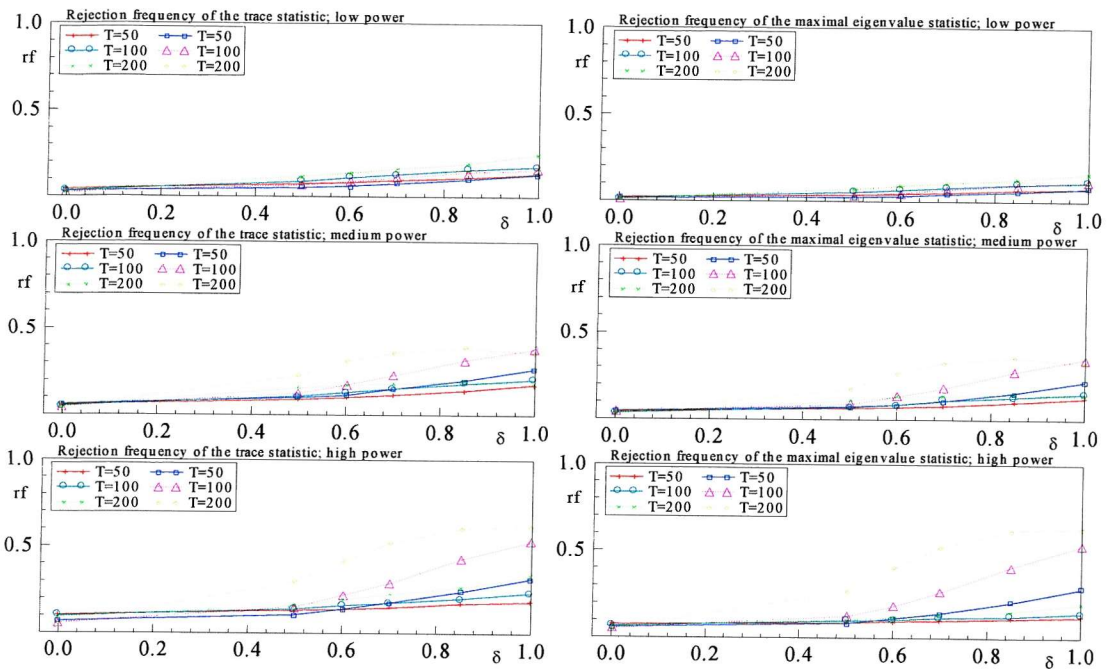 Rejection frequency of the trace statistic; low power
1.0
rf
T=50 T=50
T=100 T=100
T=200 T=200
0.5
0.0 0.2 0.4 0.6 0.8 δ 1.0
Rejection frequency of the maximal eigenvalue statistic; low power
1.0
rf
T=50 T=50
T=100 T=100
T=200 T=200
0.5
0.0 0.2 0.4 0.6 0.8 δ 1.0
Rejection frequency of the trace statistic; medium power
1.0
rf
T=50 T=50
T=100 T=100
T=200 T=200
0.5
0.0 0.2 0.4 0.6 0.8 δ 1.0
Rejection frequency of the maximal eigenvalue statistic; medium power
1.0
rf
T=50 T=50
T=100 T=100
T=200 T=200
0.5
0.0 0.2 0.4 0.6 0.8 δ 1.0
Rejection frequency of the trace statistic; high power
1.0
rf
T=50 T=50
T=100 T=100
T=200 T=200
0.5
0.0 0.2 0.4 0.6 0.8 δ 1.0
Rejection frequency of the maximal eigenvalue statistic; high power
1.0
rf
T=50 T=50
T=100 T=100
T=200 T=200
0.5
0.0 0.2 0.4 0.6 0.8 δ 1.0